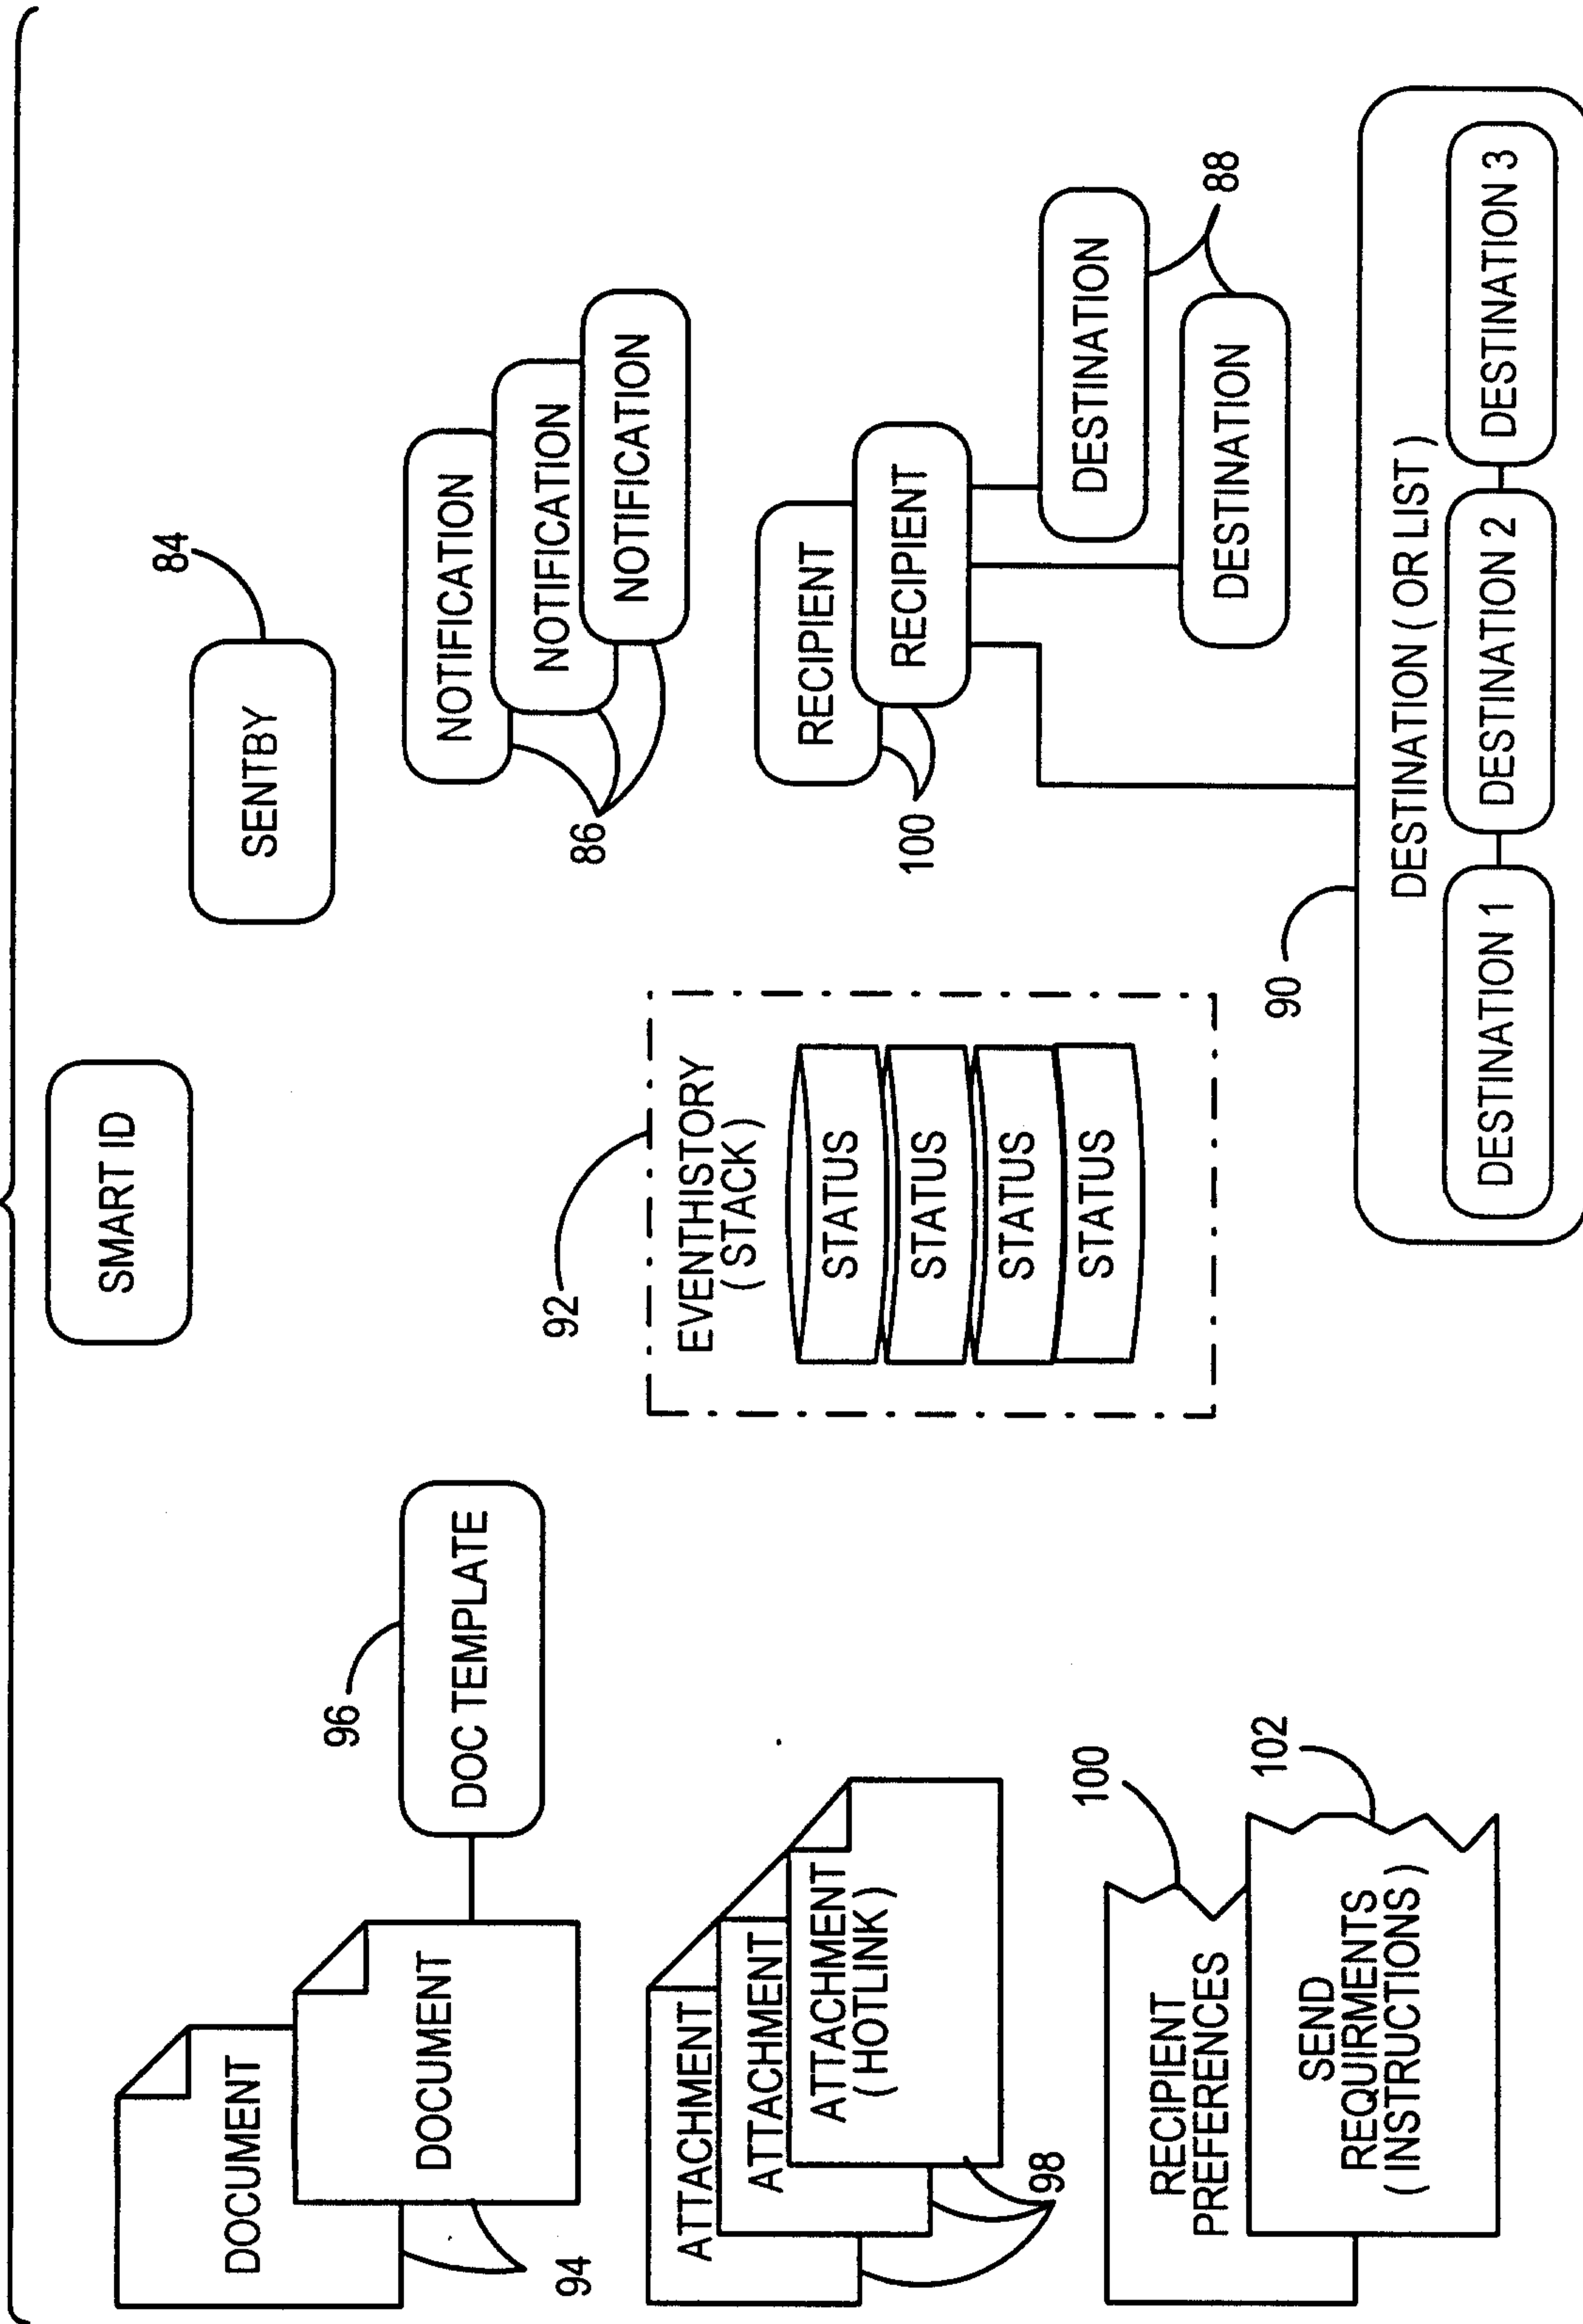 SMART ID
84
SENTBY
DOCUMENT
DOCUMENT
94
96
DOC TEMPLATE
NOTIFICATION
NOTIFICATION
NOTIFICATION
86
92
EVENTHISTORY
( STACK )
STATUS
STATUS
STATUS
STATUS
ATTACHMENT
ATTACHMENT
ATTACHMENT
( HOTLINK )
98
RECIPIENT
RECIPIENT
100
DESTINATION
DESTINATION
88
100
RECIPIENT
PREFERENCES
102
SEND
REQUIRMENTS
( INSTRUCTIONS )
90
DESTINATION ( OR LIST )
DESTINATION 1
DESTINATION 2
DESTINATION 3